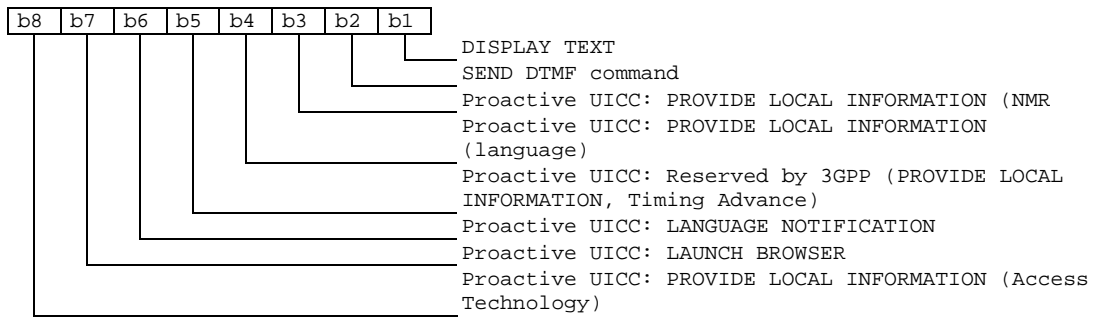 b8 b7 b6 b5 b4 b3 b2 b1
DISPLAY TEXT
SEND DTMF command
Proactive UICC: PROVIDE LOCAL INFORMATION (NMR
Proactive UICC: PROVIDE LOCAL INFORMATION
(language)
Proactive UICC: Reserved by 3GPP (PROVIDE LOCAL
INFORMATION, Timing Advance)
Proactive UICC: LANGUAGE NOTIFICATION
Proactive UICC: LAUNCH BROWSER
Proactive UICC: PROVIDE LOCAL INFORMATION (Access
Technology)